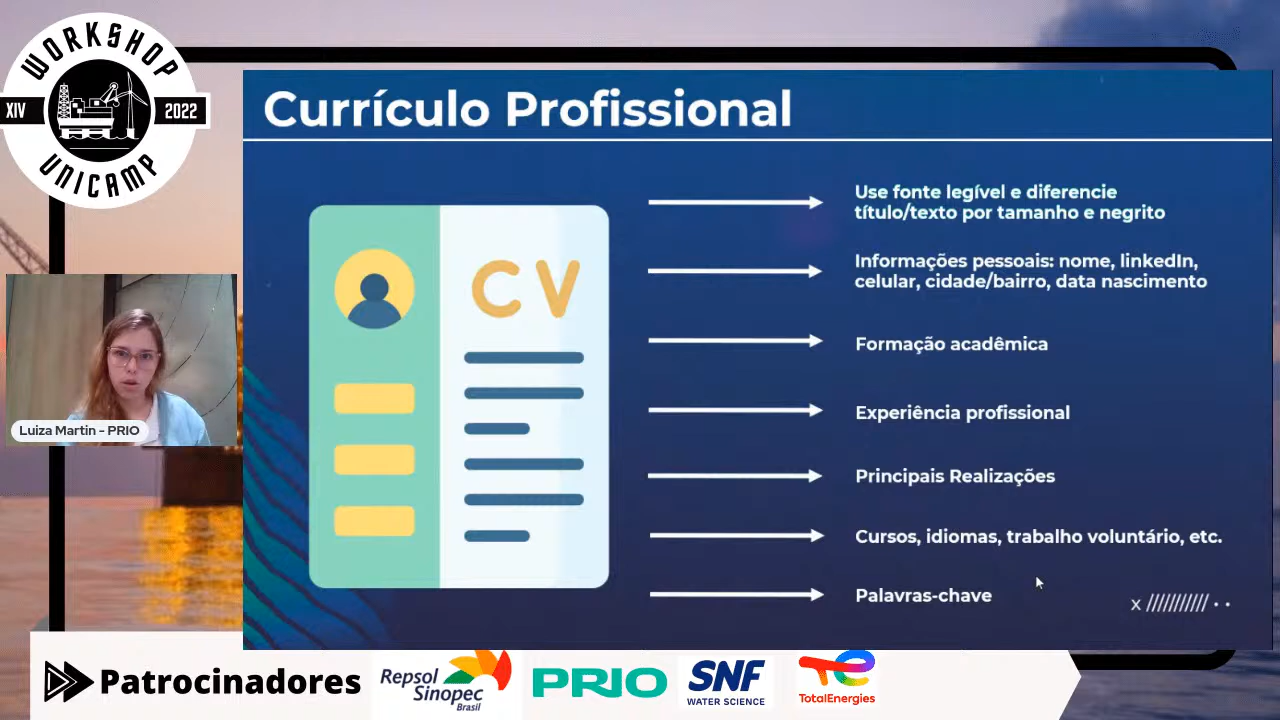 WORKSHOP
XIV
2022
UNICAMP
Currículo Profissional
CV
Use fonte legível e diferencie
título/texto por tamanho e negrito
Informações pessoais: nome, linkedIn,
celular, cidade/bairro, data nascimento
Formação acadêmica
Experiência profissional
Principais Realizações
Cursos, idiomas, trabalho voluntário, etc.
Palavras-chave
x ////////// • •
Luiza Martin - PRIO
Patrocinadores
Repsol
Sinopec
Brasil
PRIO
SNF
WATER SCIENCE
TotalEnergies